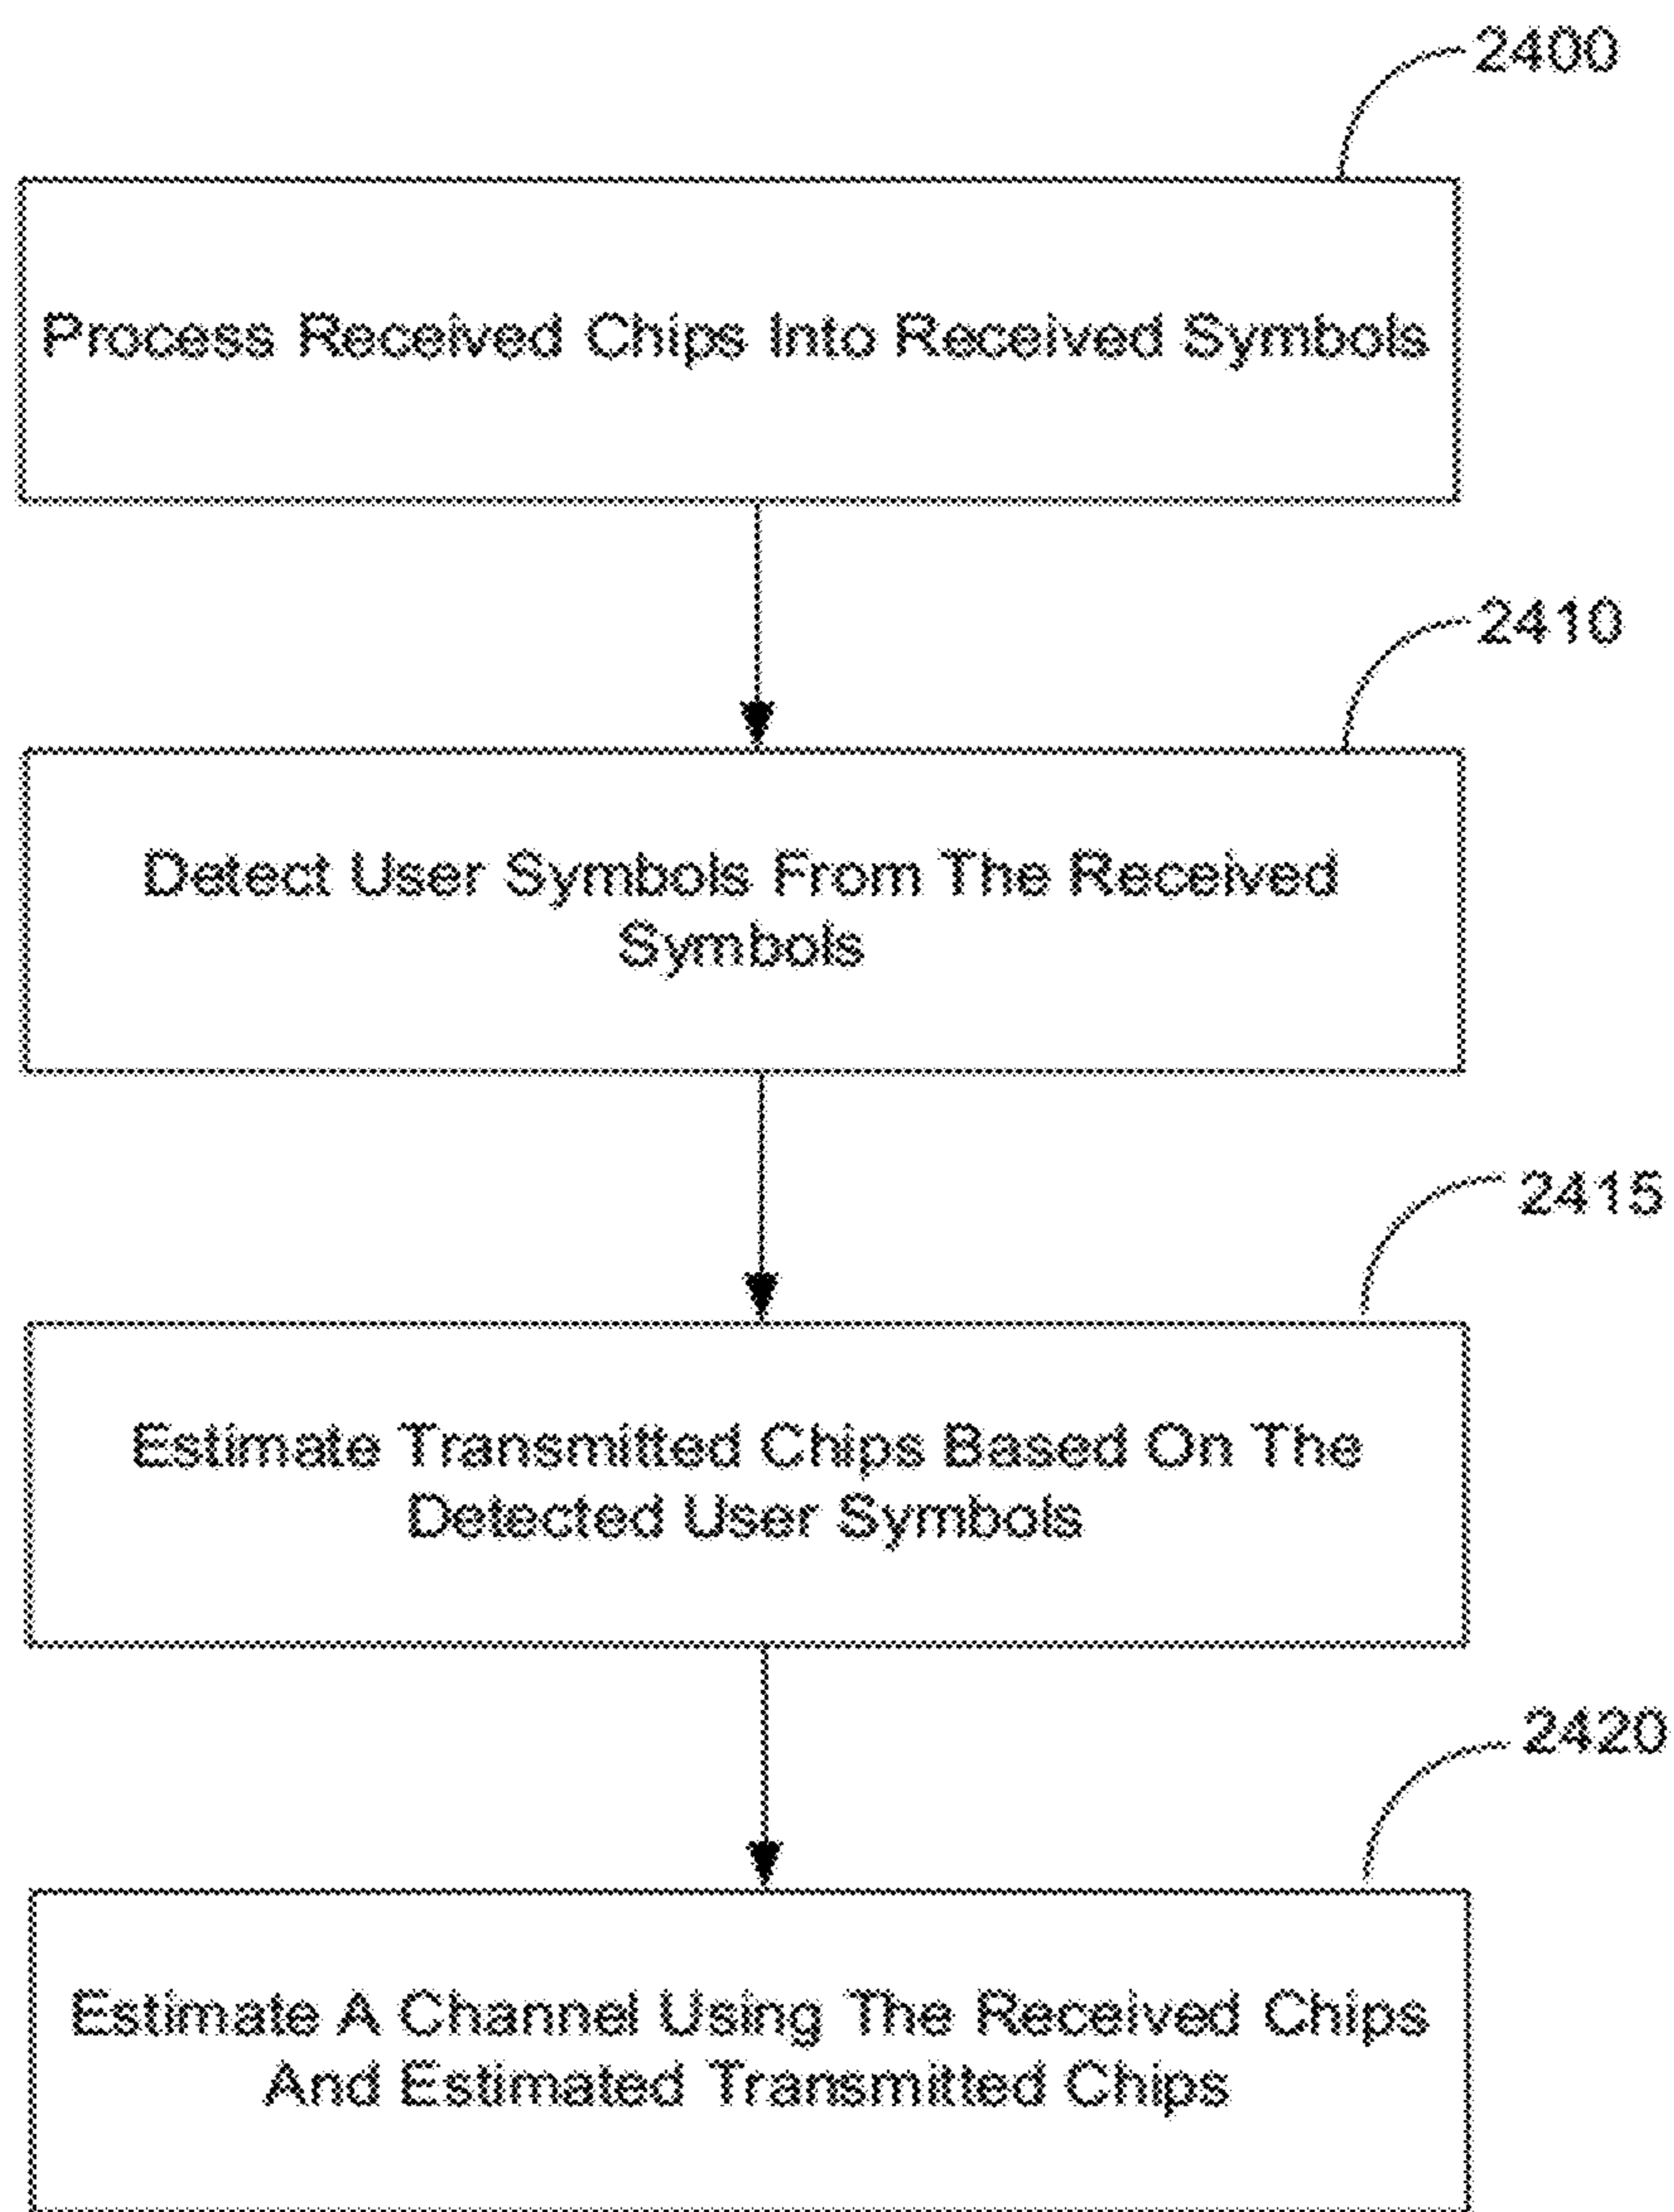 2400
Process Received Chips Into Received Symbols
2410
Detect User Symbols From The Received
Symbols
2415
Estimate Transmitted Chips Based On The
Detected User Symbols
2420
Estimate A Channel Using The Received Chips
And Estimated Transmitted Chips